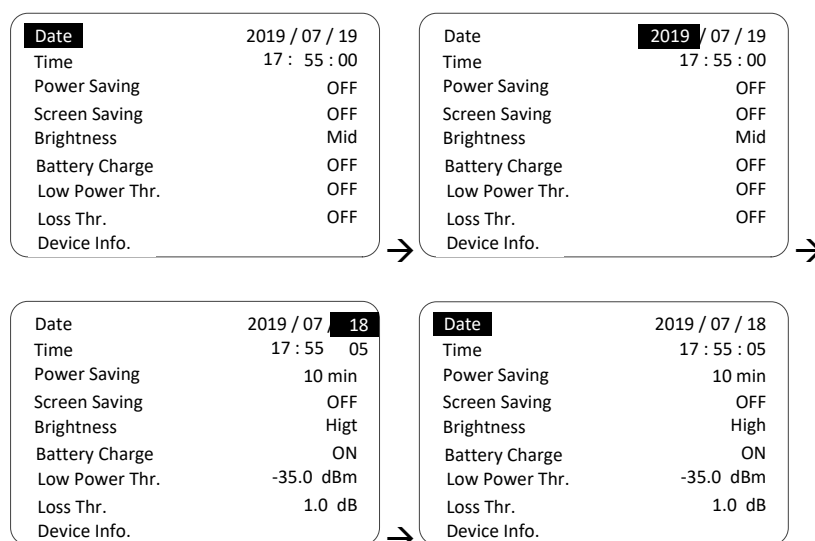 Date 2019 / 07 / 19
Time 17 : 55 : 00
Power Saving OFF
Screen Saving OFF
Brightness Mid
Battery Charge OFF
Low Power Thr. OFF
Loss Thr. OFF
Device Info.
→
Date 2019 / 07 / 19
Time 17 : 55 : 00
Power Saving OFF
Screen Saving OFF
Brightness Mid
Battery Charge OFF
Low Power Thr. OFF
Loss Thr. OFF
Device Info.
→
Date 2019 / 07 / 18
Time 17 : 55 05
Power Saving 10 min
Screen Saving OFF
Brightness Higt
Battery Charge ON
Low Power Thr. -35.0 dBm
Loss Thr. 1.0 dB
Device Info.
→
Date 2019 / 07 / 18
Time 17 : 55 : 05
Power Saving 10 min
Screen Saving OFF
Brightness High
Battery Charge ON
Low Power Thr. -35.0 dBm
Loss Thr. 1.0 dB
Device Info.